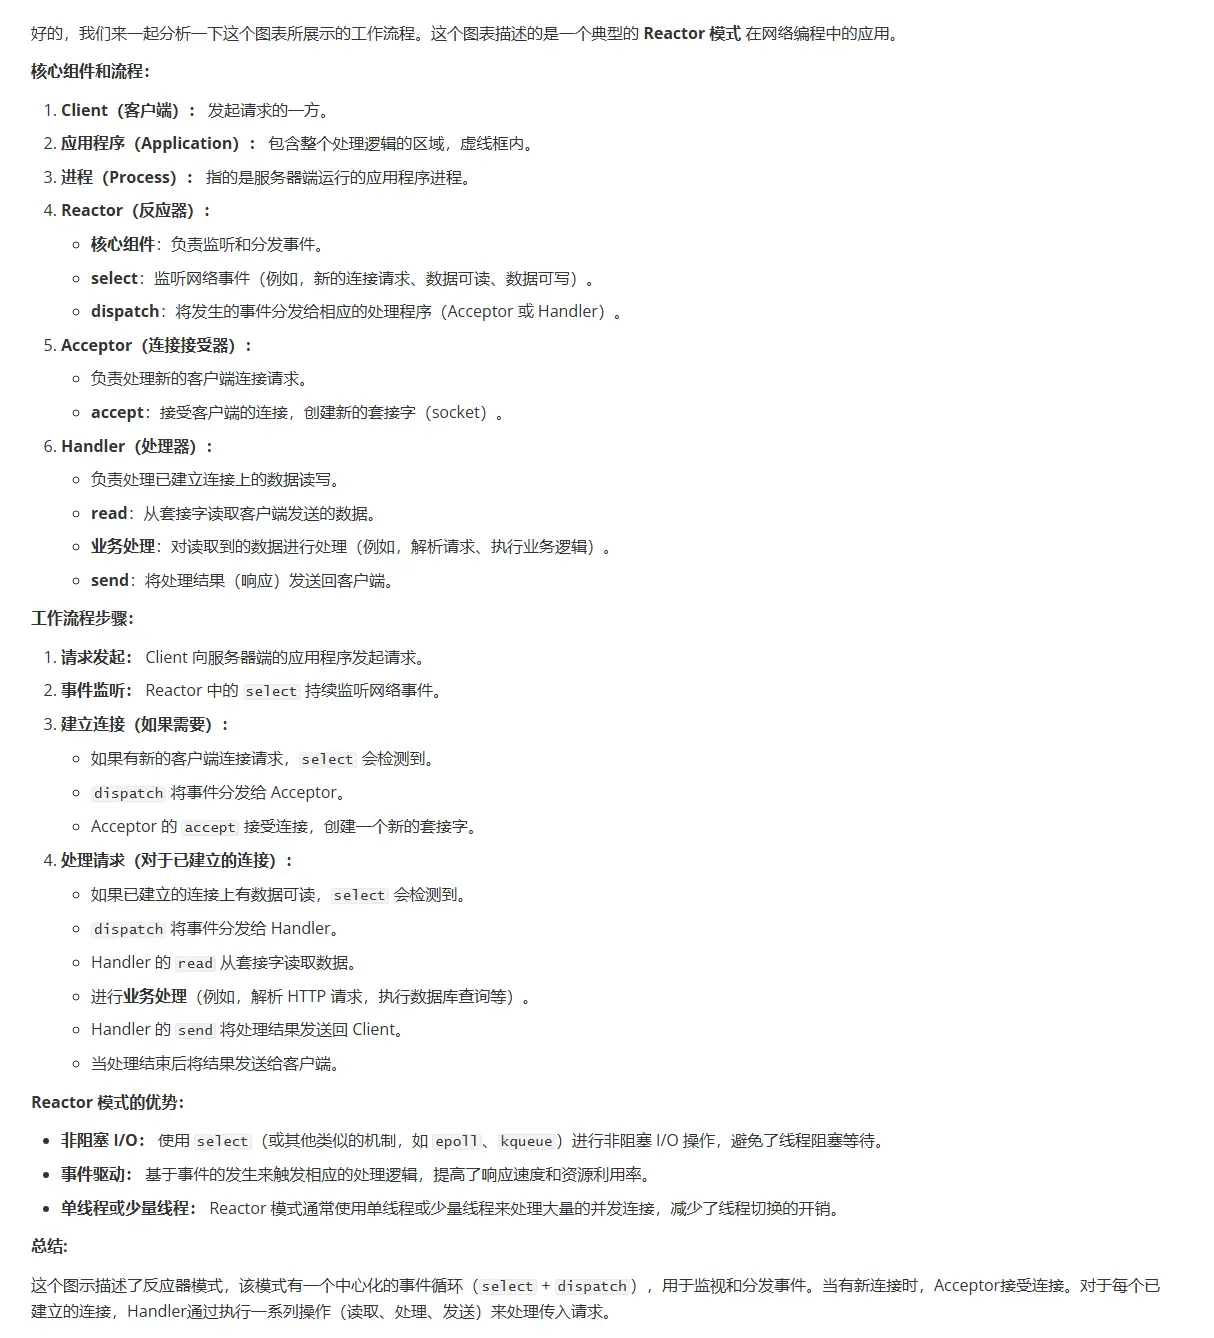 好的，我们来一起分析一下这个图表所展示的工作流程。这个图表描述的是一个典型的 Reactor 模式 在网络编程中的应用。
核心组件和流程：
1. Client（客户端）： 发起请求的一方。
2. 应用程序（Application）： 包含整个处理逻辑的区域，虚线框内。
3. 进程（Process）： 指的是服务器端运行的应用程序进程。
4. Reactor（反应器）：
◦ 核心组件：负责监听和分发事件。
◦ select：监听网络事件（例如，新的连接请求、数据可读、数据可写）。
◦ dispatch：将发生的事件分发给相应的处理程序（Acceptor 或 Handler）。
5. Acceptor（连接接受器）：
◦ 负责处理新的客户端连接请求。
◦ accept：接受客户端的连接，创建新的套接字（socket）。
6. Handler（处理器）：
◦ 负责处理已建立连接上的数据读写。
◦ read：从套接字读取客户端发送的数据。
◦ 业务处理：对读取到的数据进行处理（例如，解析请求、执行业务逻辑）。
◦ send：将处理结果（响应）发送回客户端。
工作流程步骤：
1. 请求发起： Client 向服务器端的应用程序发起请求。
2. 事件监听： Reactor 中的 select 持续监听网络事件。
3. 建立连接（如果需要）：
◦ 如果有新的客户端连接请求，select 会检测到。
◦ dispatch 将事件分发给 Acceptor。
◦ Acceptor 的 accept 接受连接，创建一个新的套接字。
4. 处理请求（对于已建立的连接）：
◦ 如果已建立的连接上有数据可读，select 会检测到。
◦ dispatch 将事件分发给 Handler。
◦ Handler 的 read 从套接字读取数据。
◦ 进行业务处理（例如，解析 HTTP 请求，执行数据库查询等）。
◦ Handler 的 send 将处理结果发送回 Client。
◦ 当处理结束后将结果发送给客户端。
Reactor 模式的优势：
• 非阻塞 I/O： 使用 select（或其他类似的机制，如 epoll、kqueue）进行非阻塞 I/O 操作，避免了线程阻塞等待。
• 事件驱动： 基于事件的发生来触发相应的处理逻辑，提高了响应速度和资源利用率。
• 单线程或少量线程： Reactor 模式通常使用单线程或少量线程来处理大量的并发连接，减少了线程切换的开销。
总结:
这个图示描述了反应器模式，该模式有一个中心化的事件循环（select + dispatch），用于监视和分发事件。当有新连接时，Acceptor接受连接。对于每个已
建立的连接，Handler通过执行一系列操作（读取、处理、发送）来处理传入请求。